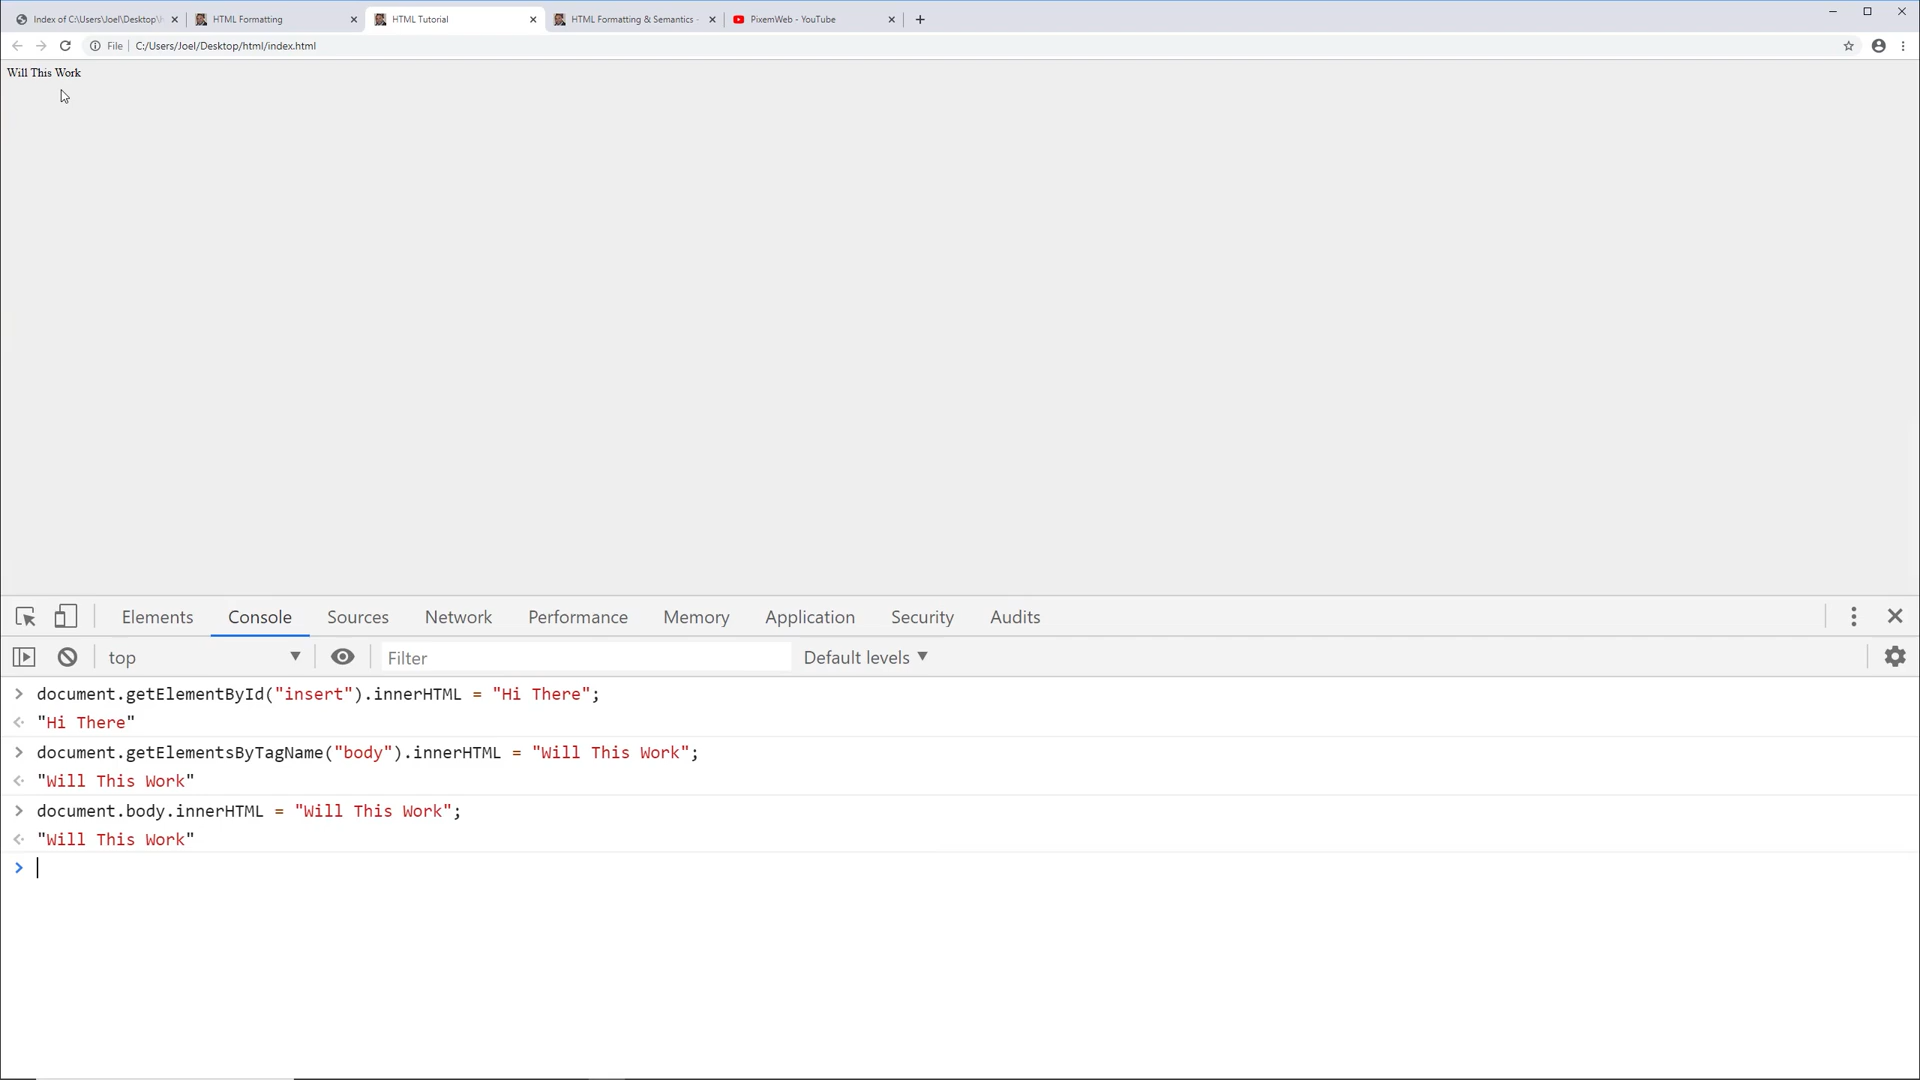 Index of C:\Users\Joel\Desktop\
HTML Formatting
HTML Tutorial
HTML Formatting & Semantics -
PixemWeb - YouTube
File
C:/Users/Joel/Desktop/html/index.html
Will This Work
Elements
Console
Sources
Network
Performance
Memory
Application
Security
Audits
top
Filter
Default levels
document.getElementById("insert").innerHTML = "Hi There";
"Hi There"
document.getElementsByTagName("body").innerHTML = "Will This Work";
"Will This Work"
document.body.innerHTML = "Will This Work";
"Will This Work"